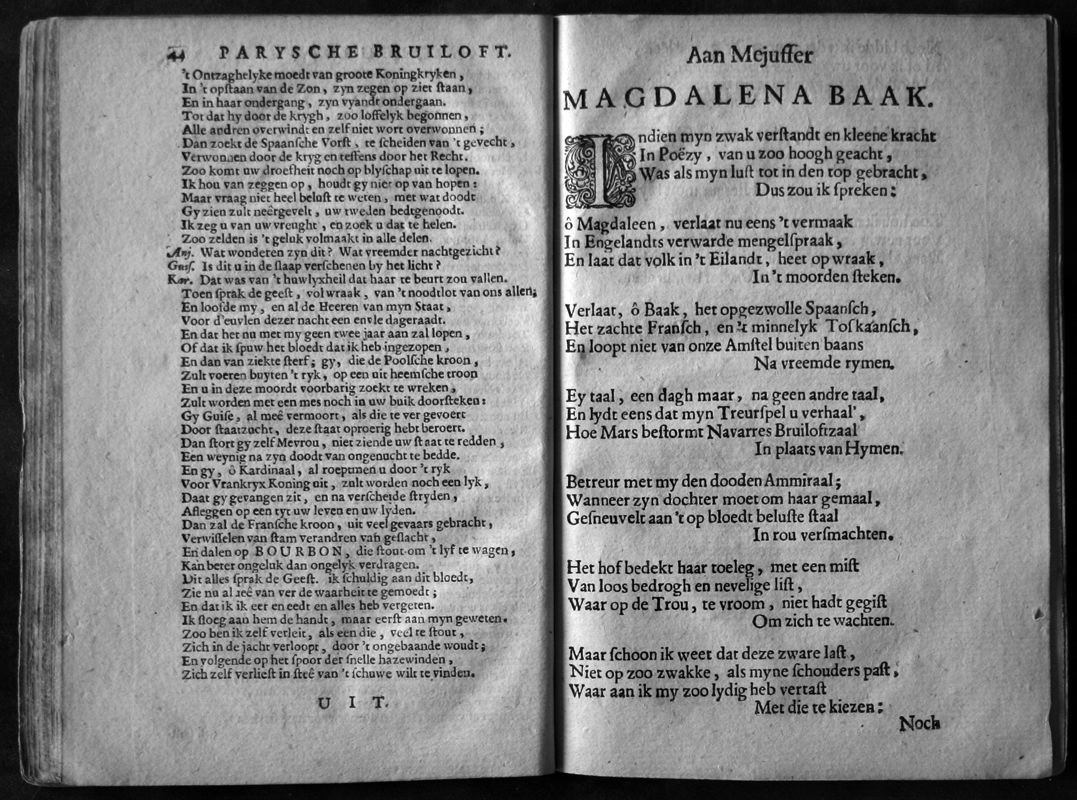 44 PARYSCHE BRUILOFT.
't Ontzaghelyke moedt van groote Koningkryken,
In 't opſtaan van de Zon, zyn zegen op ziet ſtaan,
En in haar ondergang, zyn vyandt ondergaan.
Tot dat hy door de krygh, zoo loffelyk begonnen,
Alle andren overwindt en zelf niet wort overwonnen;
Dan zoekt de Spaanſche Vorſt, te ſcheiden van 't gevecht,
Verwonnen door de kryg en teffens door het Recht.
Zoo komt uw droefheit noch op blyſchap uit te lopen.
Ik hou van zeggen op, houdt gy niet op van hopen:
Maar vraag niet heel beluſt te weten, met wat doodt
Gy zien zult neêrgevelt, uw tweden bedtgenoodt.
Ik zeg u van uw vreught, en zoek u dat te helen.
Zoo zelden is 't geluk volmaakt in alle delen.
Anj. Wat wonderen zyn dit? Wat vreemder nachtgezicht?
Guiſ. Is dit u in de ſlaap verſchenen by het licht?
Kar. Dat was van 't huwlyxheil dat haar te beurt zou vallen.
Toen ſprak de geeſt, vol wraak, van 't noodtlot van ons allen;
En loofde my, en al de Heeren van myn Staat,
Voor d'euvlen dezer nacht een envle dageraadt.
En dat het nu met my geen twee jaar aan zal lopen,
Of dat ik ſpuw het bloedt dat ik heb ingezopen,
En dan van ziekte ſterf; gy, die de Poolſche kroon,
Zult voeren buyten 't ryk, op een uit heemſche troon
En u in deze moordt voorbarig zoekt te wreken,
Zult worden met een mes noch in uw buik doorſteken:
Gy Guiſe, al meê vermoort, als die te ver gevoert
Door ſtaatzucht, deze ſtaat oproerig hebt beroert.
Dan ſtort gy zelf Mevrou, niet ziende uw ſtaat te redden,
Een weynig na zyn doodt van ongenucht te bedde.
En gy, ô Kardinaal, al roepunen u door 't ryk
Voor Vrankryx Koning uit, zult worden noch een lyk,
Daat gy gevangen zit, en na verſcheide ſtryden,
Afleggen op een tyt uw leven en uw lyden.
Dan zal de Franſche kroon, uit veel gevaars gebracht,
Verwiſſelen van ſtam verandren van geſlacht,
En dalen op BOURBON, die ſtout om 't lyf te wagen,
Kan beter ongeluk dan ongelyk verdragen.
Dit alles ſprak de Geeſt. ik ſchuldig aan dit bloedt,
Zie nu al reê van ver de waarheit te gemoedt;
En dat ik ik eer en eedt en alles heb vergeten.
Ik ſloeg aan hem de handt, maar eerſt aan myn geweten.
Zoo ben ik zelf verleit, als een die, veel te ſtout,
Zich in de jacht verloopt, door 't ongebaande woudt;
En volgende op het ſpoor der ſnelle hazewinden,
Zich zelf verlieſt in ſteê van 't ſchuwe wilt te vinden.
UIT.
Aan Mejuffer
MAGDALENA BAAK.
Indien myn zwak verſtandt en kleene kracht
In Poëzy, van u zoo hoogh geacht,
Was als myn luſt tot in den top gebracht,
Dus zou ik ſpreken:
ô Magdaleen, verlaat nu eens 't vermaak
In Engelandts verwarde mengelſpraak,
En laat dat volk in 't Eilandt, heet op wraak,
In 't moorden ſteken.
Verlaat, ô Baak, het opgezwolle Spaanſch,
Het zachte Franſch, en 't minnelyk Toſkaanſch,
En loopt niet van onze Amſtel buiten baans
Na vreemde rymen.
Ey taal, een dagh maar, na geen andre taal,
En lydt eens dat myn Treurſpel u verhaal',
Hoe Mars beſtormt Navarres Bruiloftzaal
In plaats van Hymen.
Betreur met my den dooden Ammiraal;
Wanneer zyn dochter moet om haar gemaal,
Geſneuvelt aan 't op bloedt beluſte ſtaal
In rou verſmachten.
Het hof bedekt haar toeleg, met een miſt
Van loos bedrogh en nevelige liſt,
Waar op de Trou, te vroom, niet hadt gegiſt
Om zich te wachten.
Maar ſchoon ik weet dat deze zware laſt,
Niet op zoo zwakke, als myne ſchouders paſt,
Waar aan ik my zoo lydig heb vertaſt
Met die te kiezen:
Noch